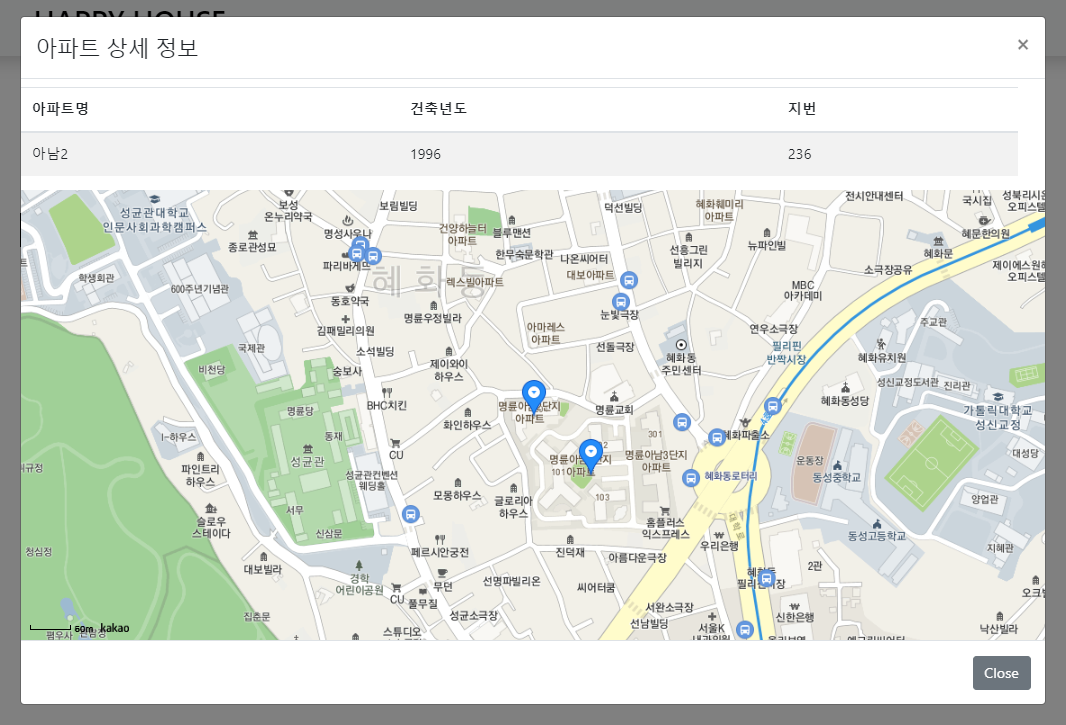 HAPPY HOUSE
아파트 상세 정보
×
아파트명 건축년도 지번
아남2 1996 236
성균관대학교
인문사회과학캠퍼스
보성
온누리약국
보림빌딩
덕선빌딩
혜화훼미리
아파트
전시안내센터
국시집
성북리시온
오피스텔
종로관성묘
명성사우나
건양하늘터
아파트
블루맨션
한무숙문학관
나온씨어터
선흥그린
빌리지
뉴파인빌
혜화문
혜문한의원
파리바게뜨
혜화동
렉스빌아파트
대보아파트
소극장공유
제이에스원룸
오피스텔
학생회관
600주년기념관
동호약국
명륜우정빌라
눈빛극장
MBC
아카데미
김패밀리의원
아마레스
아파트
연우소극장
주교관
국제관
소석빌딩
선돌극장
필리핀
반짝시장
혜화유치원
비천당
숭보사
제이와이
하우스
혜화동
주민센터
성신교정도서관
진리관
명륜당
BHC치킨
명륜아남1단지
아파트
명륜교회
혜화동성당
가톨릭대학교
성신교정
I-하우스
동재
화인하우스
CU
301
혜화파출소
대성당
성균관
파인트리
하우스
성균관컨벤션
웨딩홀
명륜아남2단지
101아파트
명륜아남3단지
아파트
혜화동로터리
운동장
동성중학교
모롱하우스
글로리아
하우스
103
양업관
서무
슬로우
스테이다
신삼문
홈플러스
익스프레스
대학로
동성고등학교
청심정
대보빌라
페르시안궁전
진덕재
아름다운극장
우리은행
지혜관
경학
어린이공원
무던
선명파빌리온
씨어터쿰
2관
CU
풀무질
성균소극장
서완소극장
신한은행
집춘문
50m kakao
스튜디오
선남빌딩
서울K
내과의원
낙산빌라
Close